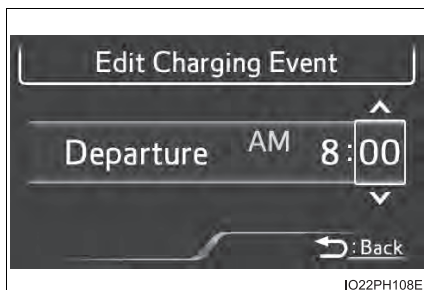 Edit Charging Event
Departure AM 8:00
: Back
IO22PH108E